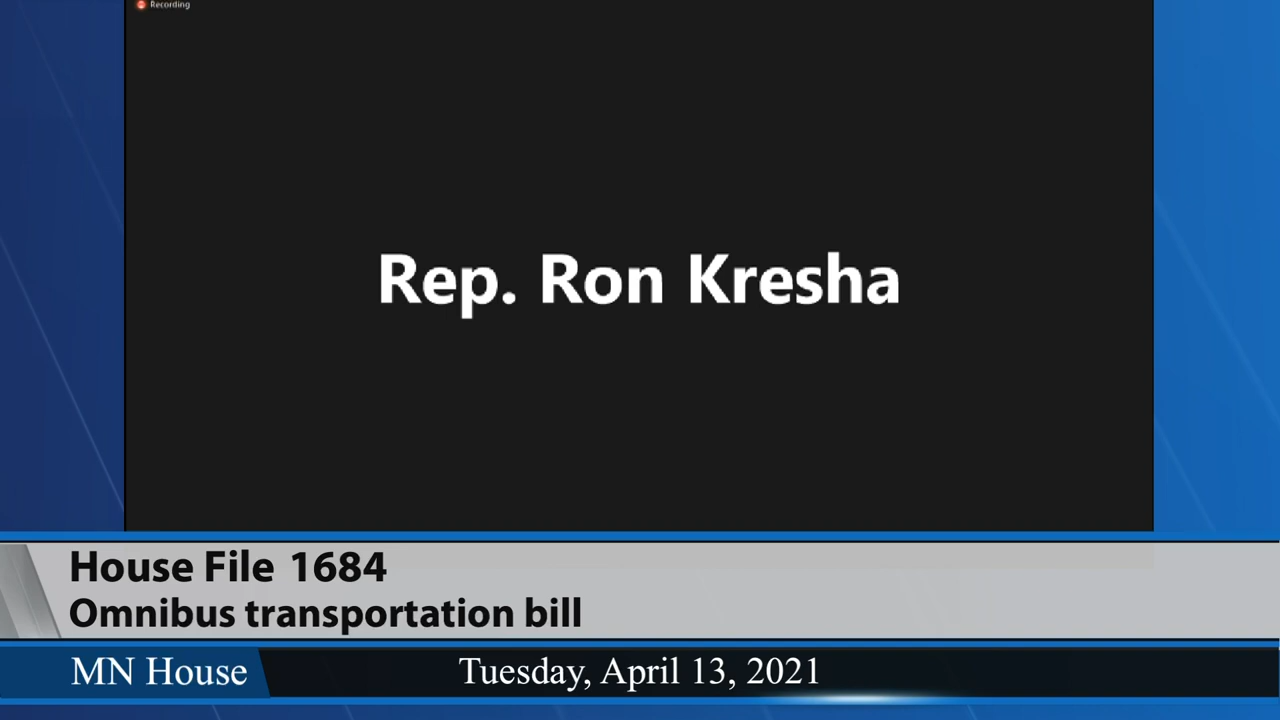 Recording
Rep. Ron Kresha
House File 1684
Omnibus transportation bill
MN House
Tuesday, April 13, 2021